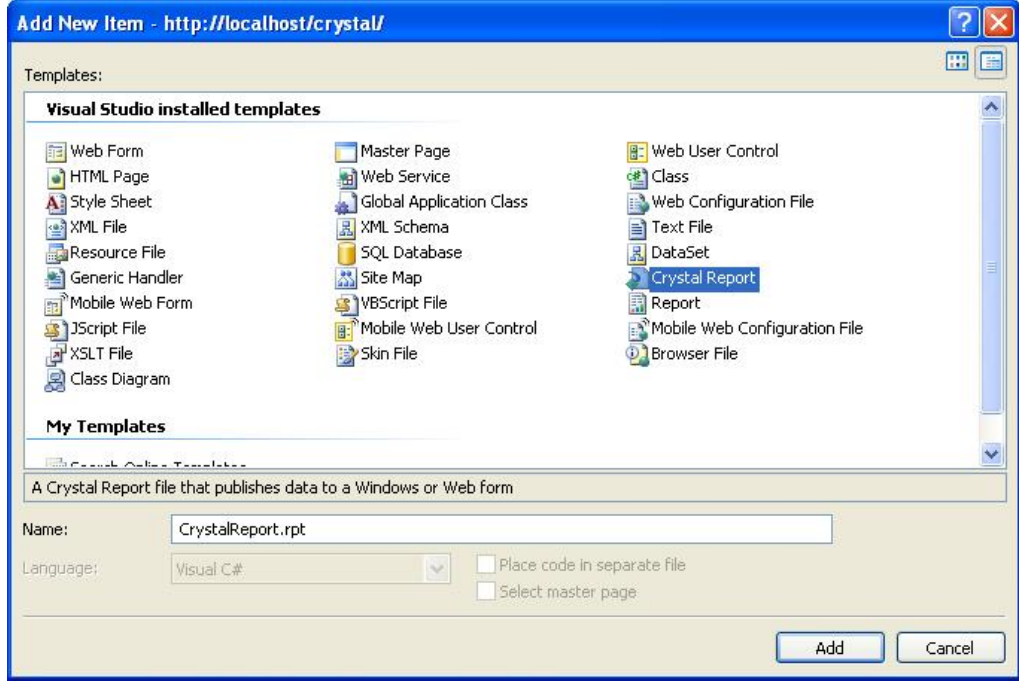 Add New Item - http://localhost/crystal/
Templates:
Visual Studio installed templates
Web Form Master Page Web User Control
HTML Page Web Service Class
Style Sheet Global Application Class Web Configuration File
XML File XML Schema Text File
Resource File SQL Database DataSet
Generic Handler Site Map Crystal Report
Mobile Web Form VBScript File Report
JScript File Mobile Web User Control Mobile Web Configuration File
XSLT File Skin File Browser File
Class Diagram
My Templates
Search Online Templates
A Crystal Report file that publishes data to a Windows or Web form
Name: CrystalReport.rpt
Language: Visual C# Place code in separate file
Select master page
Add Cancel